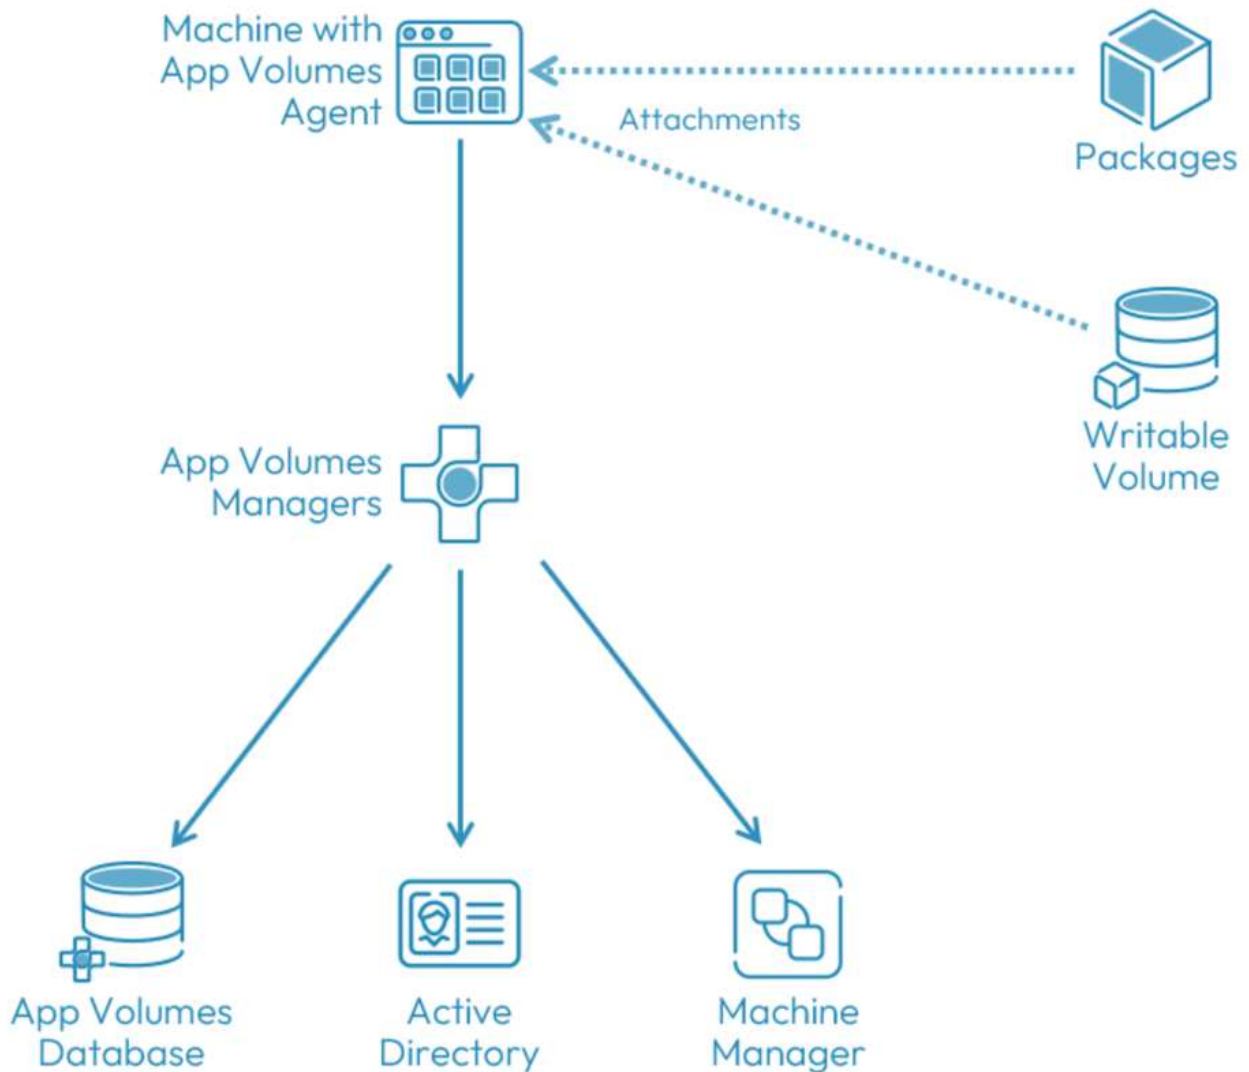 Machine with
App Volumes
Agent
Attachments
Packages
Writable
Volume
App Volumes
Managers
App Volumes
Database
Active
Directory
Machine
Manager